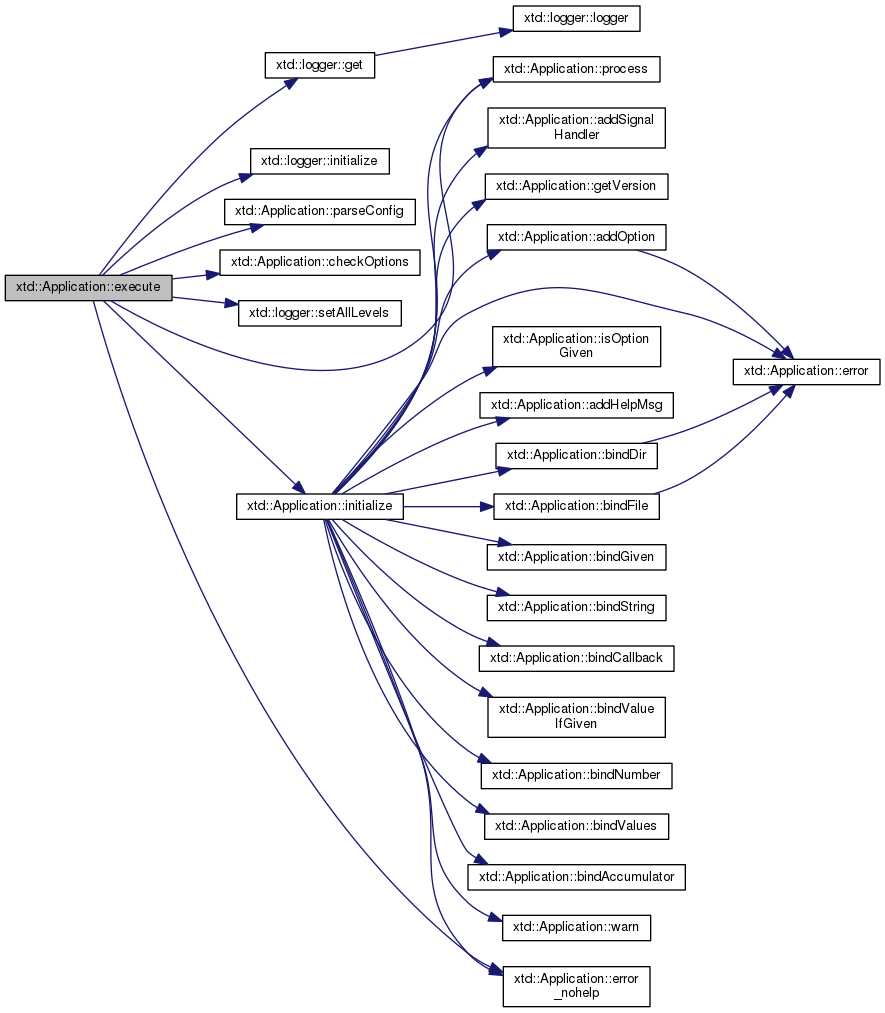 xtd::logger::logger
xtd::logger::get
xtd::Application::process
xtd::Application::addSignal
Handler
xtd::logger::initialize
xtd::Application::getVersion
xtd::Application::parseConfig
xtd::Application::addOption
xtd::Application::checkOptions
xtd::Application::execute
xtd::logger::setAllLevels
xtd::Application::isOption
Given
xtd::Application::error
xtd::Application::addHelpMsg
xtd::Application::bindDir
xtd::Application::initialize
xtd::Application::bindFile
xtd::Application::bindGiven
xtd::Application::bindString
xtd::Application::bindCallback
xtd::Application::bindValue
IfGiven
xtd::Application::bindNumber
xtd::Application::bindValues
xtd::Application::bindAccumulator
xtd::Application::warn
xtd::Application::error
_nohelp